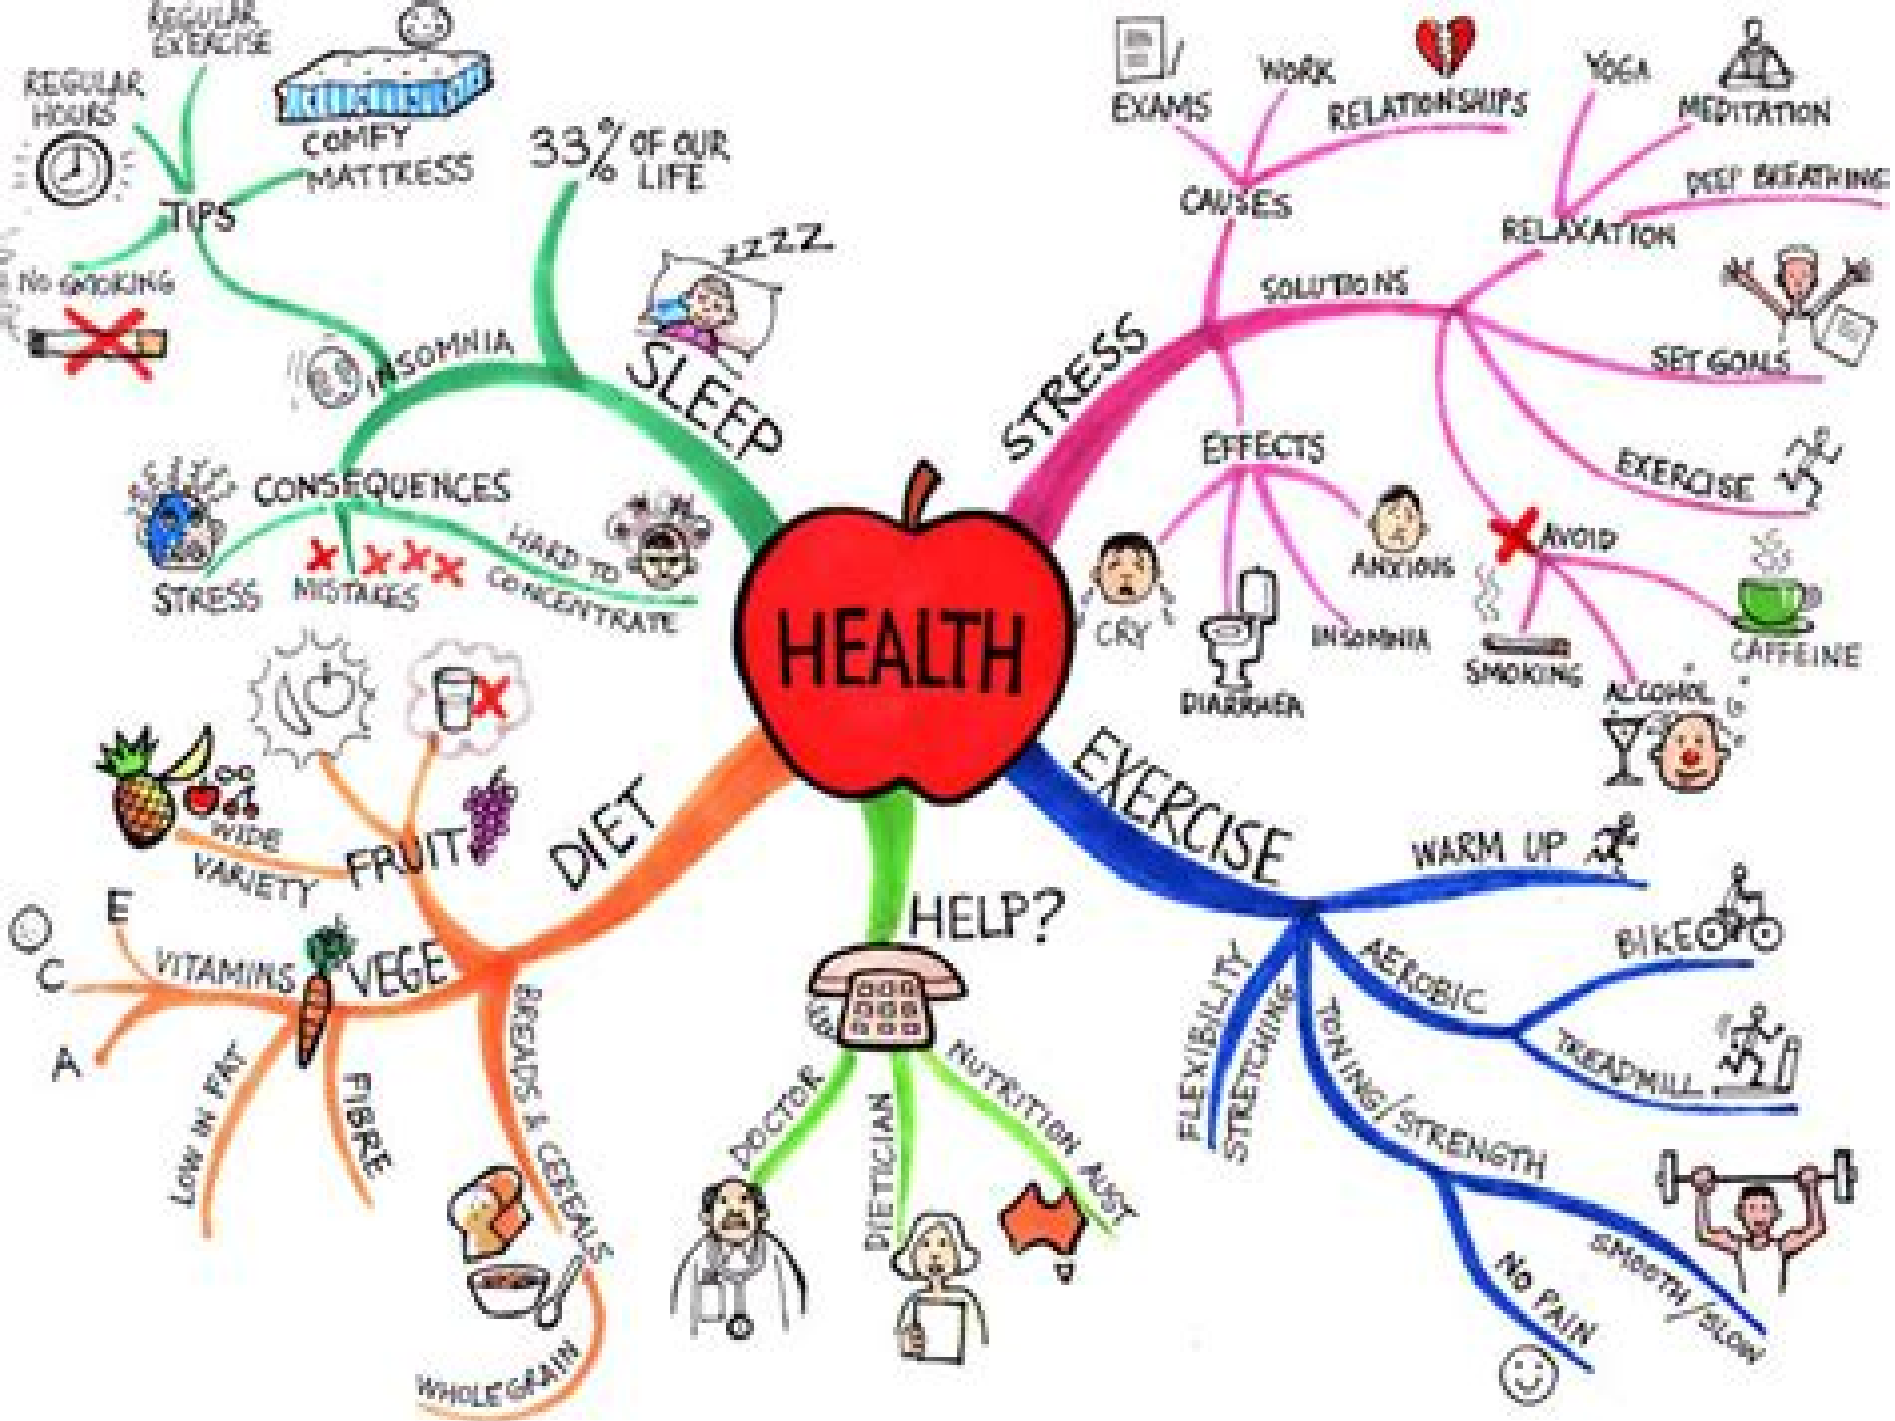 REGULAR
EXERCISE
REGULAR
HOURS
COMFY
MATTRESS
TIPS
NO SMOKING
33% OF OUR
LIFE
ZZZZ
INSOMNIA
SLEEP
CONSEQUENCES
STRESS
MISTAKES
HARD TO
CONCENTRATE
EXAMS
WORK
RELATIONSHIPS
CAUSES
YOGA
MEDITATION
DEEP BREATHING
RELAXATION
SOLUTIONS
STRESS
SET GOALS
EXERCISE
EFFECTS
CRY
DIARRHEA
INSOMNIA
ANXIOUS
AVOID
SMOKING
ALCOHOL
CAFFEINE
HEALTH
DIET
FRUIT
WIDE
VARIETY
VEGE
VITAMINS
E
C
A
LOW IN FAT
FIBRE
BREADS & CEREALS
WHOLEGRAIN
HELP?
DOCTOR
DIETICIAN
NUTRITION AUST
EXERCISE
WARM UP
AEROBIC
BIKE
TREADMILL
FLEXIBILITY
STRETCHING
TONING/STRENGTH
SMOOTH/SLOW
NO PAIN